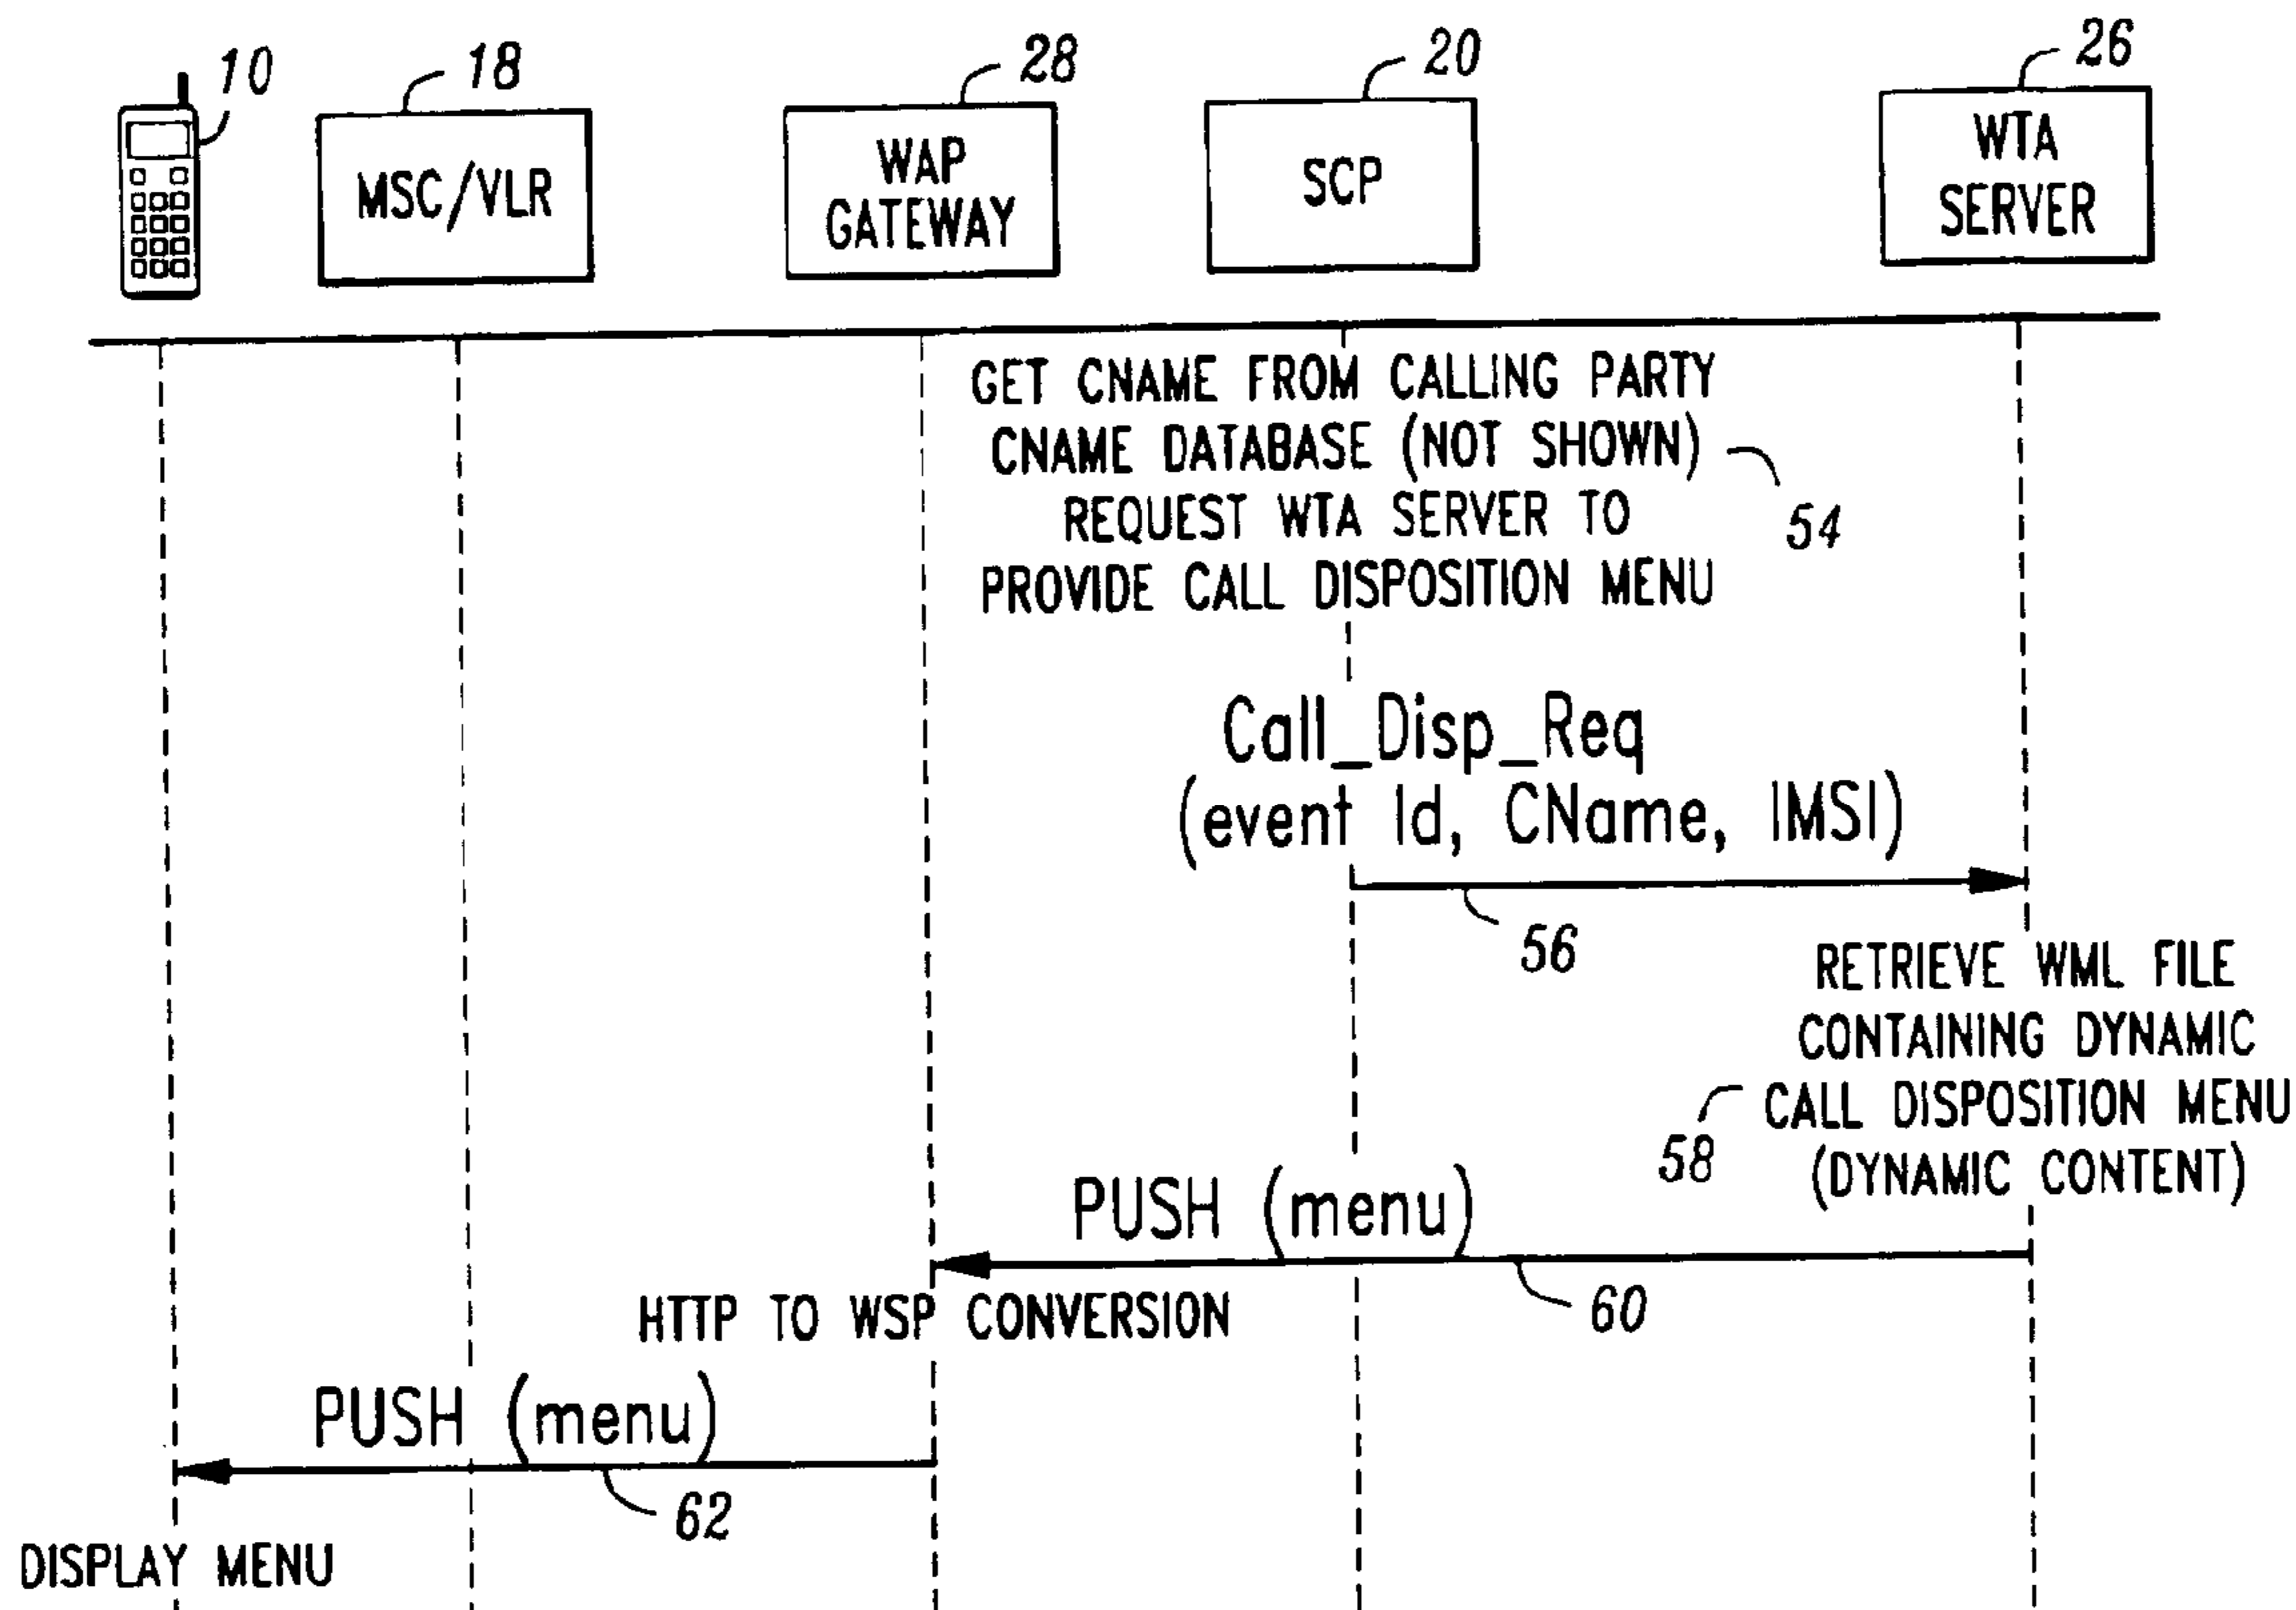 10
18
28
20
26
MSC/VLR
WAP
GATEWAY
SCP
WTA
SERVER
GET CNAME FROM CALLING PARTY
CNAME DATABASE (NOT SHOWN)
REQUEST WTA SERVER TO
PROVIDE CALL DISPOSITION MENU
54
Call_Disp_Req
(event Id, CName, IMSI)
56
RETRIEVE WML FILE
CONTAINING DYNAMIC
CALL DISPOSITION MENU
(DYNAMIC CONTENT)
58
PUSH (menu)
60
HTTP TO WSP CONVERSION
PUSH (menu)
62
DISPLAY MENU